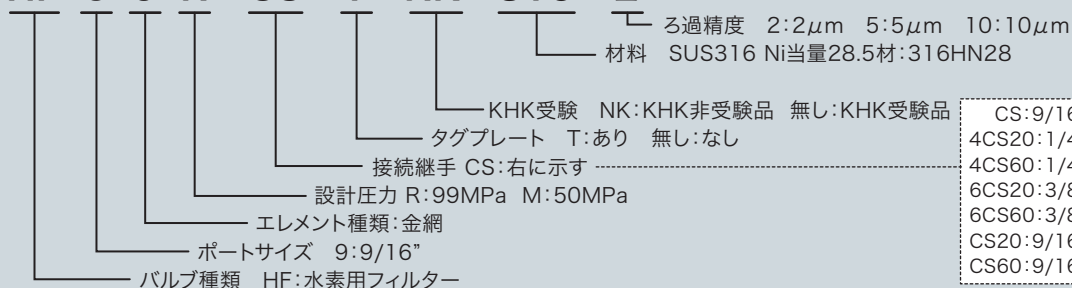 ろ過精度 2:2μm 5:5μm 10:10μm
材料 SUS316 Ni当量28.5材:316HN28
KHK受験 NK:KHK非受験品 無し:KHK受験品
タグプレート T:あり 無し:なし
接続継手 CS:右に示す
設計圧力 R:99MPa M:50MPa
エレメント種類:金網
ポートサイズ 9:9/16”
バルブ種類 HF:水素用フィルター
CS:9/16
4CS20:1/4
4CS60:1/4
6CS20:3/8
6CS60:3/8
CS20:9/16
CS60:9/16